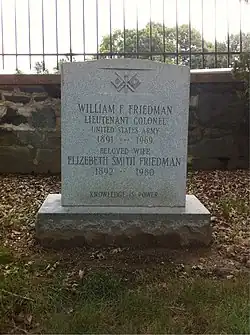 WILLIAM F. FRIEDMAN
LIEUTENANT COLONEL
UNITED STATES ARMY
1891 — 1969
BELOVED WIFE
ELIZEBETH SMITH FRIEDMAN
1892 — 1980
KNOWLEDGE IS POWER